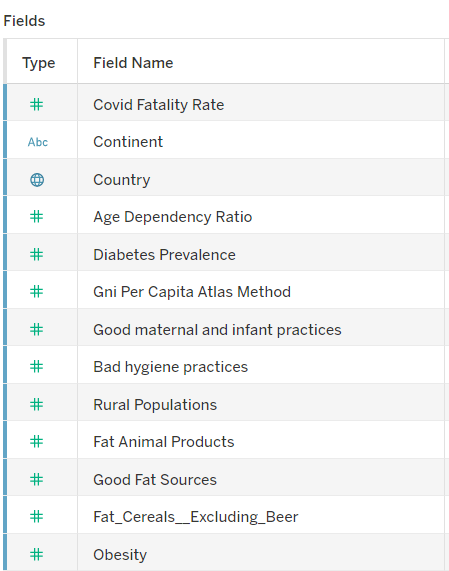 Fields
Type Field Name
# Covid Fatality Rate
Abc Continent
Country
# Age Dependency Ratio
# Diabetes Prevalence
# Gni Per Capita Atlas Method
# Good maternal and infant practices
# Bad hygiene practices
# Rural Populations
# Fat Animal Products
# Good Fat Sources
# Fat_Cereals__Excluding_Beer
# Obesity